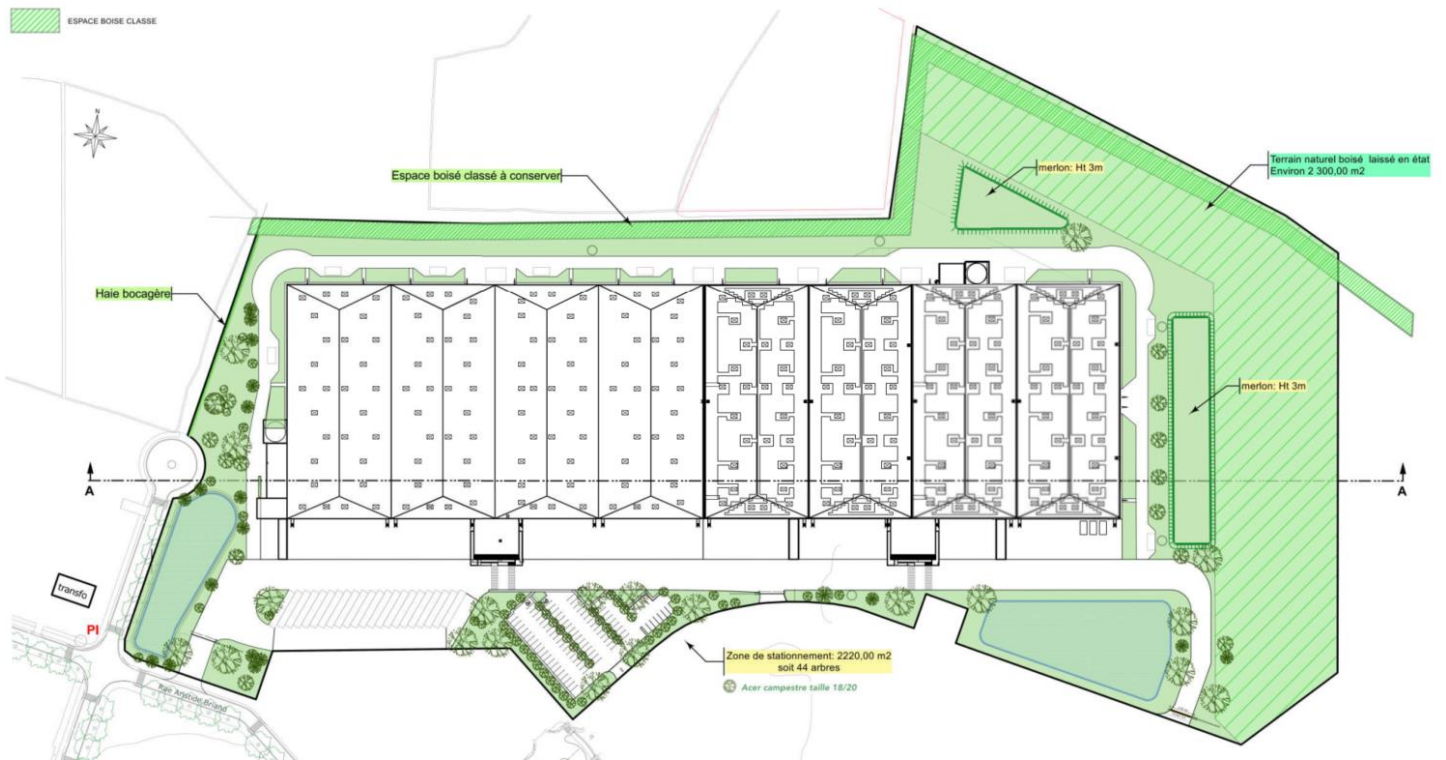 ESPACE BOISE CLASSE
N
Espace boisé classé à conserver
merlon: Ht 3m
Terrain naturel boisé laissé en état
Environ 2 300,00 m2
Haie bocagère
merlon: Ht 3m
A
A
transfo
PI
Rue Aristide Briand
Zone de stationnement: 2220,00 m2
soit 44 arbres
Acer campestre taille 18/20